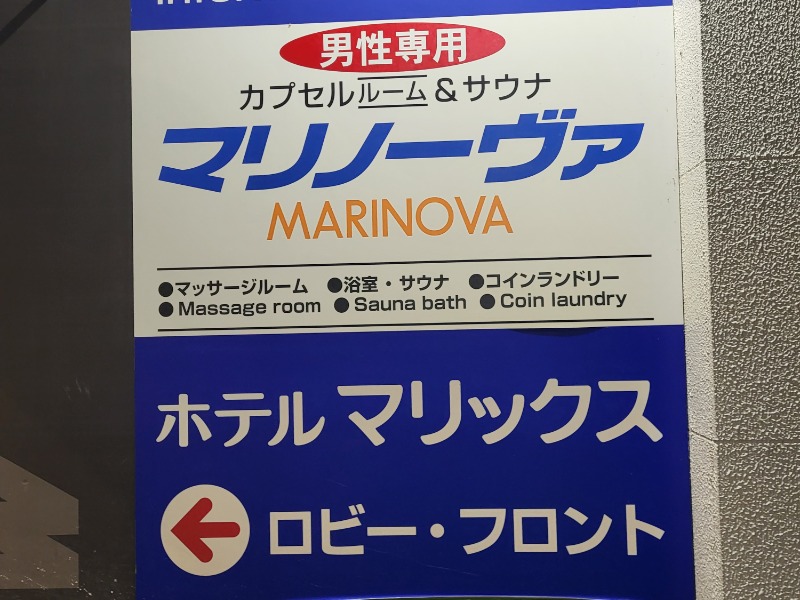 男性専用
カプセルルーム&サウナ
マリノーヴァ
MARINOVA
●マッサージルーム ●浴室・サウナ ●コインランドリー
●Massage room ●Sauna bath ●Coin laundry
ホテル マリックス
ロビー・フロント